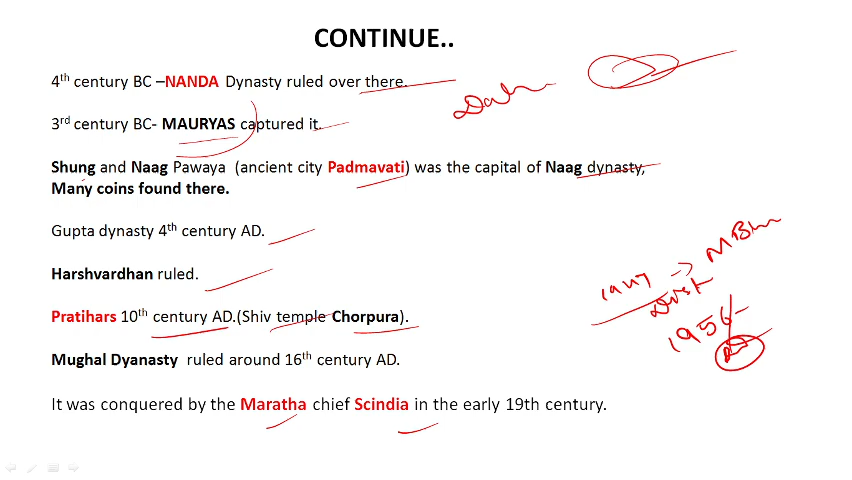 CONTINUE..
4th century BC –NANDA Dynasty ruled over there.
3rd century BC- MAURYAS captured it.
Shung and Naag Pawaya (ancient city Padmavati) was the capital of Naag dynasty,
Many coins found there.
Gupta dynasty 4th century AD.
Harshvardhan ruled.
Pratihars 10th century AD.(Shiv temple Chorpura).
Mughal Dyanasty ruled around 16th century AD.
It was conquered by the Maratha chief Scindia in the early 19th century.
1947 → M
Dist
1956